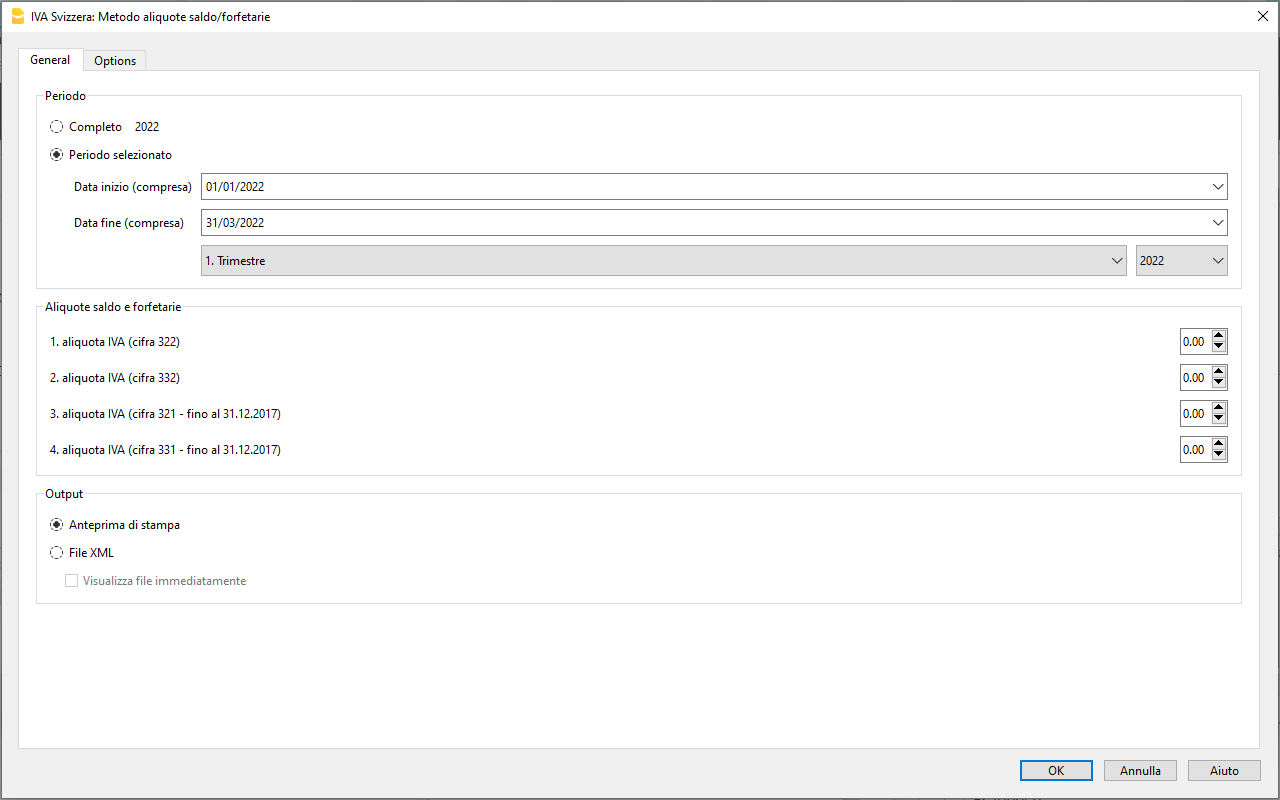 IVA Svizzera: Metodo aliquote saldo/forfetarie
General
Options
Periodo
Completo 2022
Periodo selezionato
Data inizio (compresa) 01/01/2022
Data fine (compresa) 31/03/2022
1. Trimestre 2022
Aliquote saldo e forfetarie
1. aliquota IVA (cifra 322) 0.00
2. aliquota IVA (cifra 332) 0.00
3. aliquota IVA (cifra 321 - fino al 31.12.2017) 0.00
4. aliquota IVA (cifra 331 - fino al 31.12.2017) 0.00
Output
Anteprima di stampa
File XML
Visualizza file immediatamente
OK Annulla Aiuto